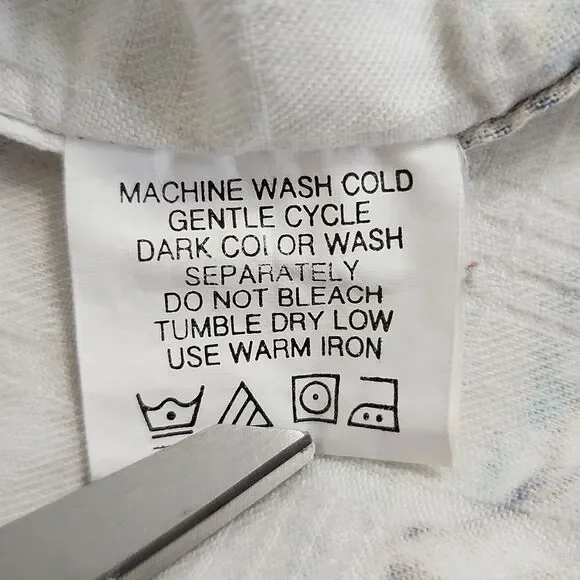 MACHINE WASH COLD
GENTLE CYCLE
DARK COLOR WASH
SEPARATELY
DO NOT BLEACH
TUMBLE DRY LOW
USE WARM IRON